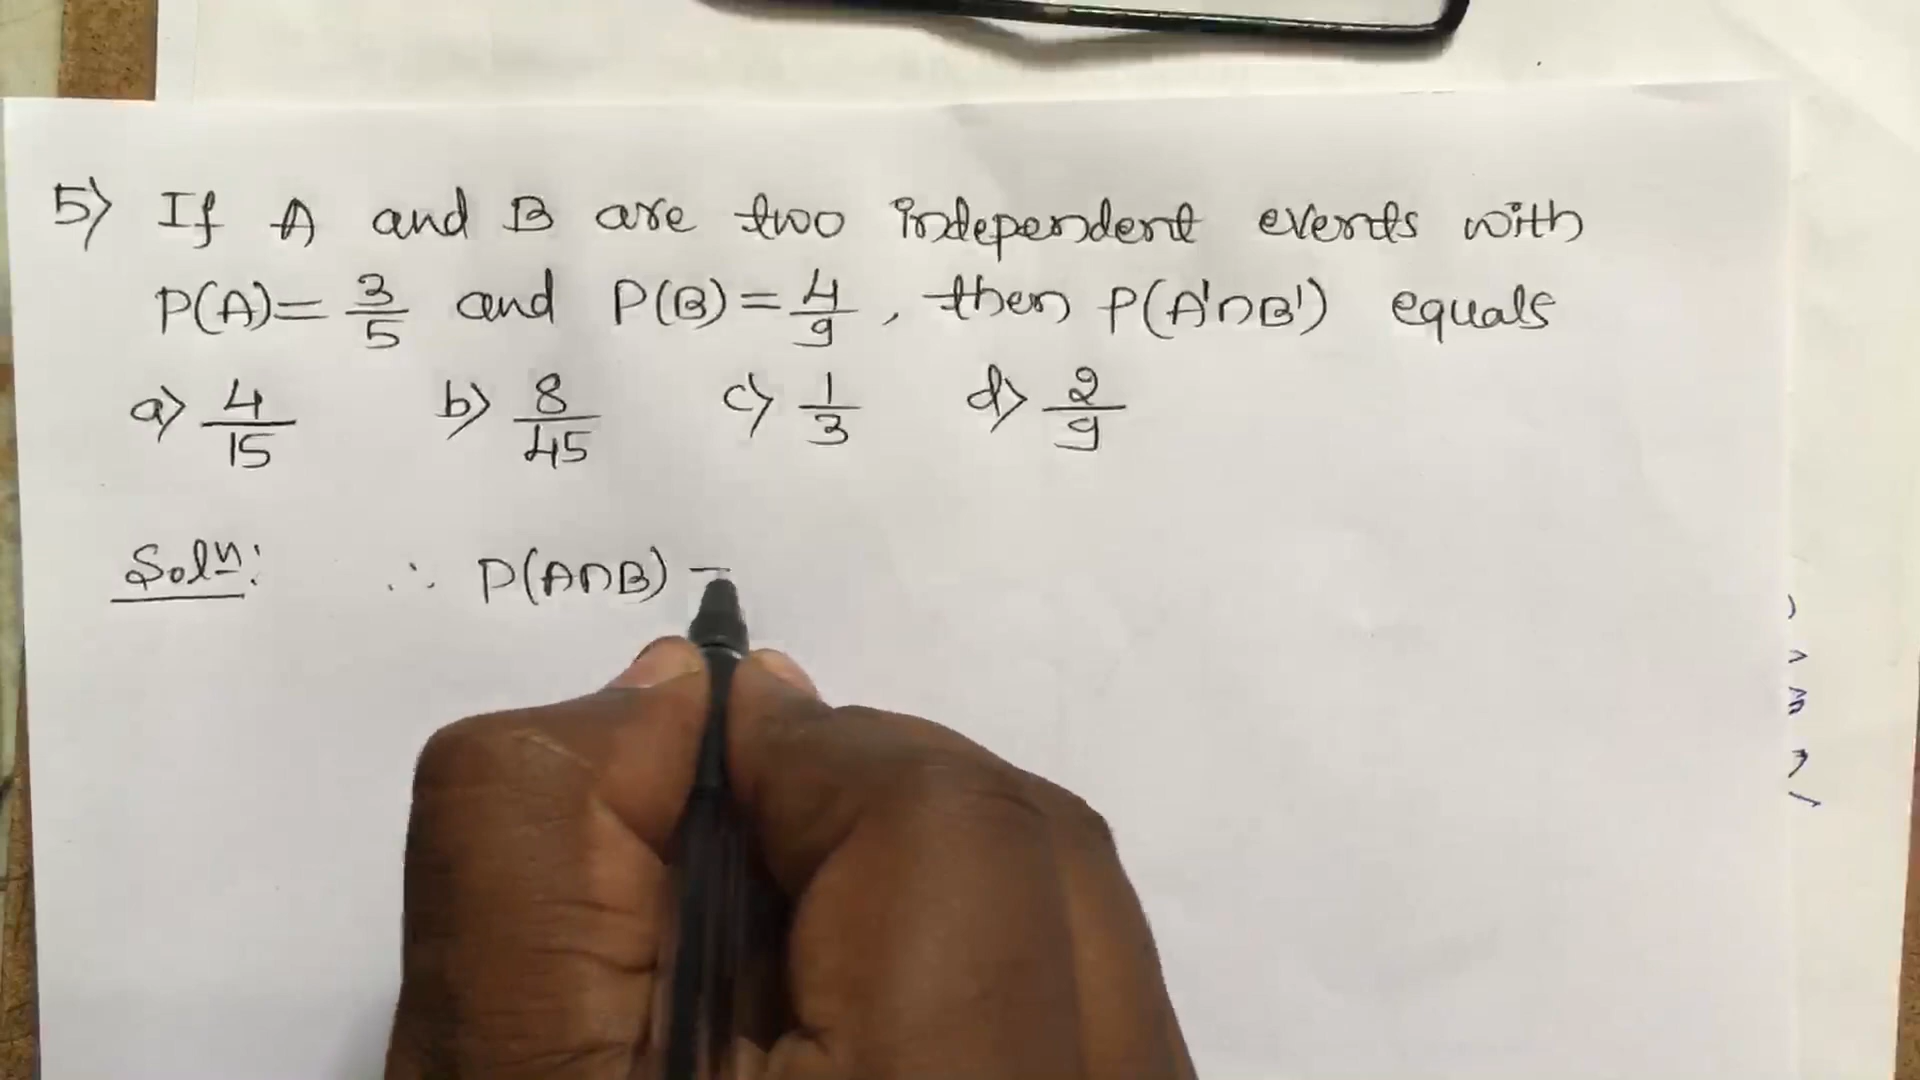 5) If A and B are two independent events with
P(A)= 3/5 and P(B)= 4/9, then P(A'∩B') equals
a) 4/15 b) 8/45 c) 1/3 d) 2/9
Soln: ∴ P(A∩B) =